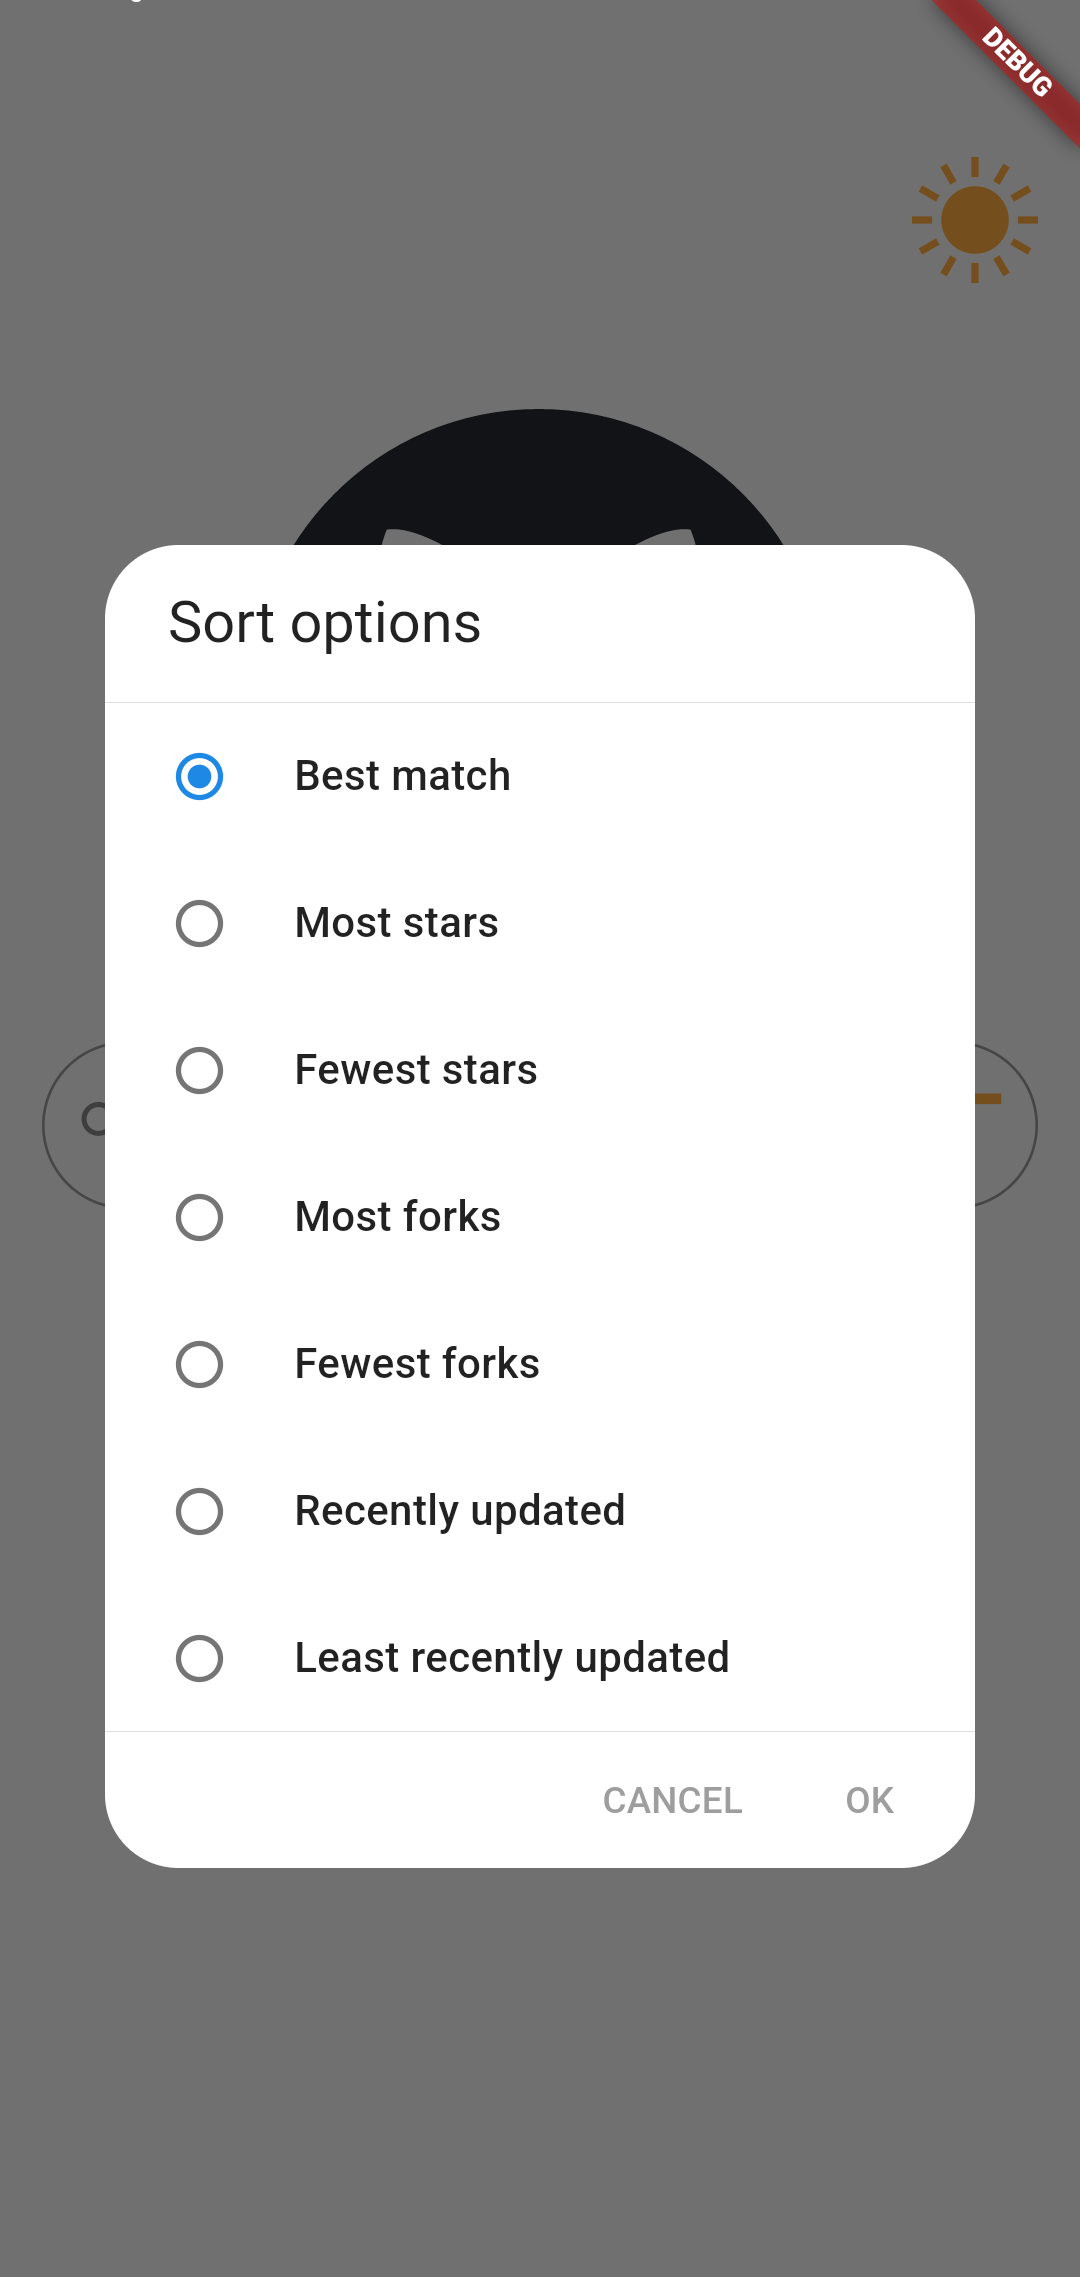 DEBUG
Sort options
Best match
Most stars
Fewest stars
Most forks
Fewest forks
Recently updated
Least recently updated
CANCEL OK